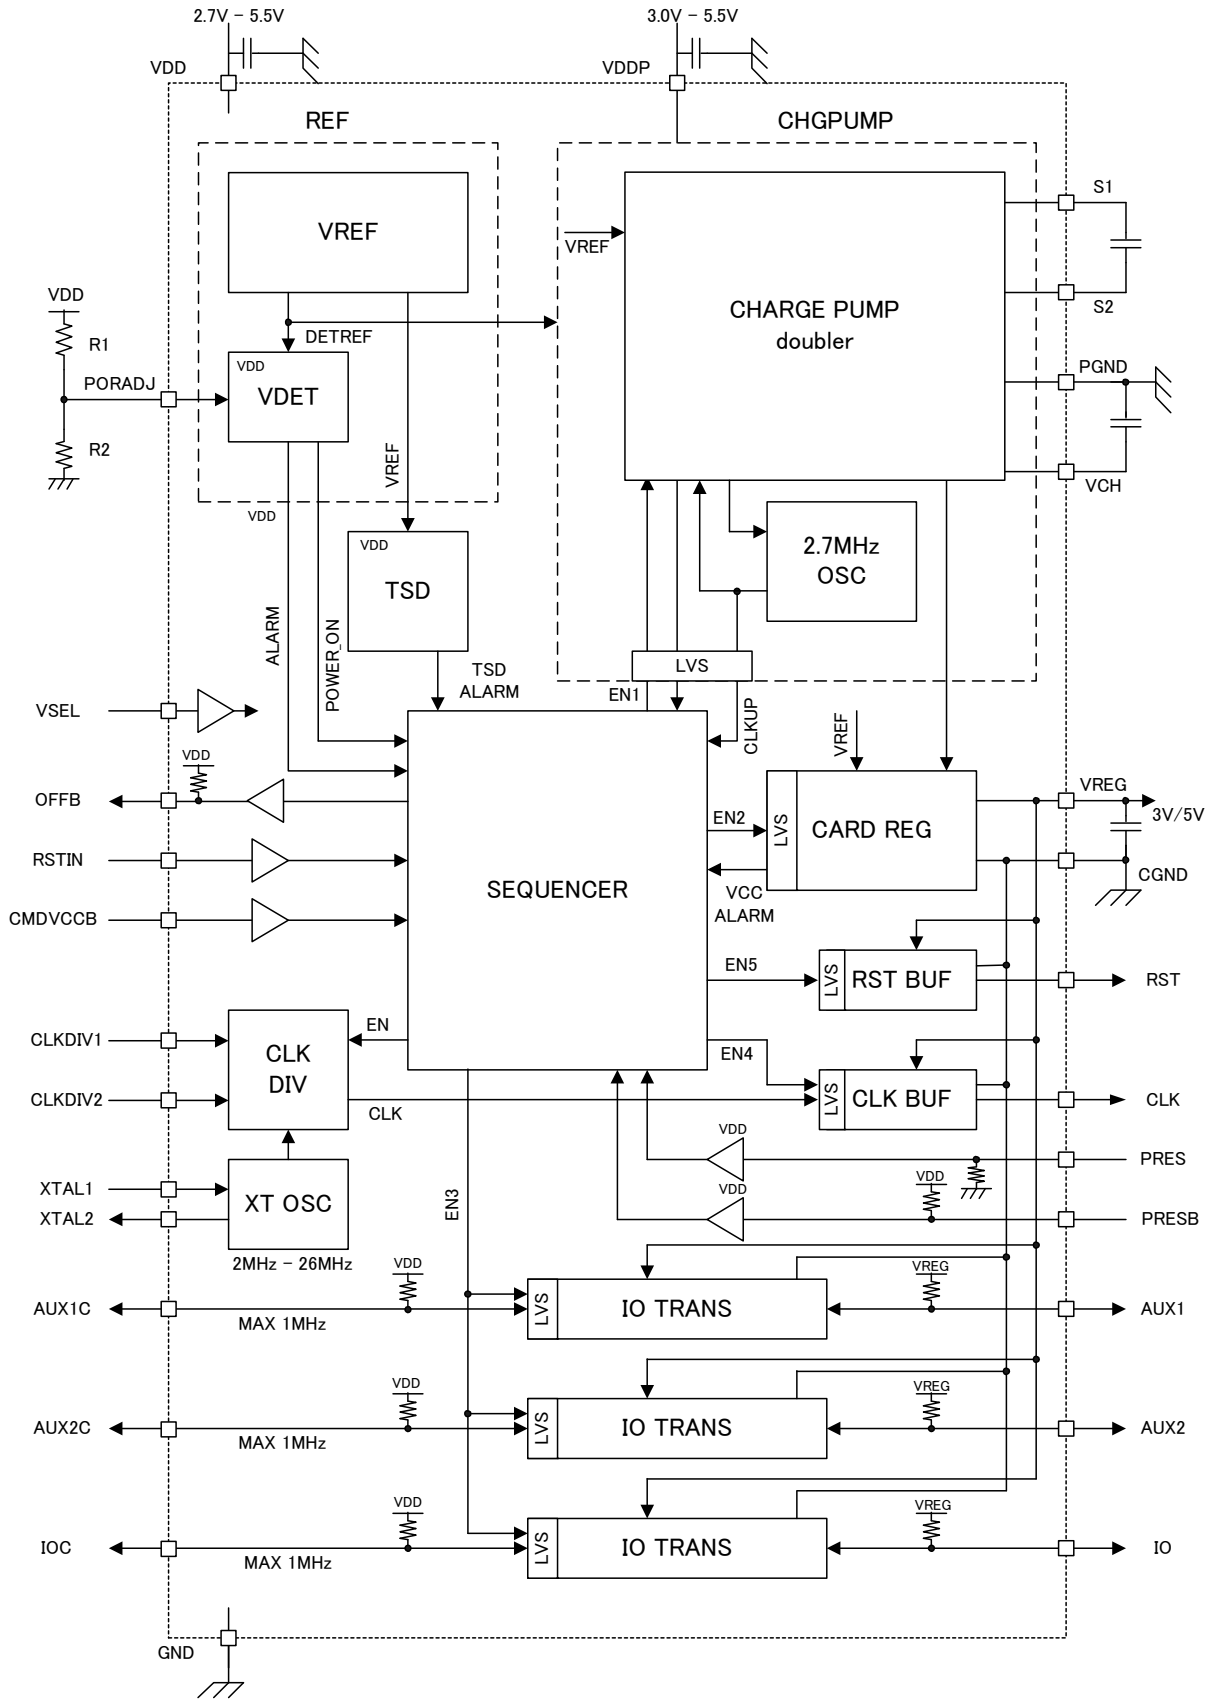 2.7V - 5.5V
3.0V - 5.5V
VDD
VDDP
REF
CHGPUMP
VREF
VREF
CHARGE PUMP
doubler
S1
S2
PGND
VCH
VDD
R1
PORADJ
R2
DETREF
VDD
VDET
VREF
VDD
VDD
TSD
2.7MHz
OSC
LVS
ALARM
POWER_ON
TSD
ALARM
EN1
CLKUP
VREF
VSEL
VDD
OFFB
RSTIN
CMDVCCB
SEQUENCER
EN2
VCC
ALARM
LVS
CARD REG
VREG
3V/5V
CGND
EN5
LVS
RST BUF
RST
CLKDIV1
CLKDIV2
CLK
DIV
EN
CLK
EN4
LVS
CLK BUF
CLK
VDD
PRES
XTAL1
XTAL2
XT OSC
2MHz - 26MHz
EN3
VDD
VDD
PRESB
AUX1C
MAX 1MHz
VDD
LVS
IO TRANS
VREG
AUX1
AUX2C
MAX 1MHz
VDD
LVS
IO TRANS
VREG
AUX2
IOC
MAX 1MHz
VDD
LVS
IO TRANS
VREG
IO
GND